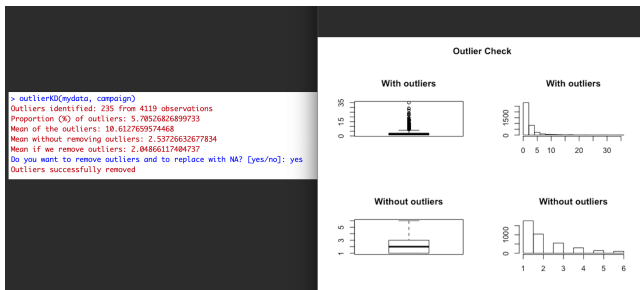 > outlierKD(mydata, campaign)
Outliers identified: 235 from 4119 observations
Proportion (%) of outliers: 5.70526826899733
Mean of the outliers: 10.6127659574468
Mean without removing outliers: 2.53726632677834
Mean if we remove outliers: 2.04866117404737
Do you want to remove outliers and to replace with NA? [yes/no]: yes
Outliers successfully removed
Outlier Check
With outliers
35
15
0
With outliers
1500
0
0 5 10 20 30
Without outliers
5
3
1
Without outliers
1000
0
1 2 3 4 5 6